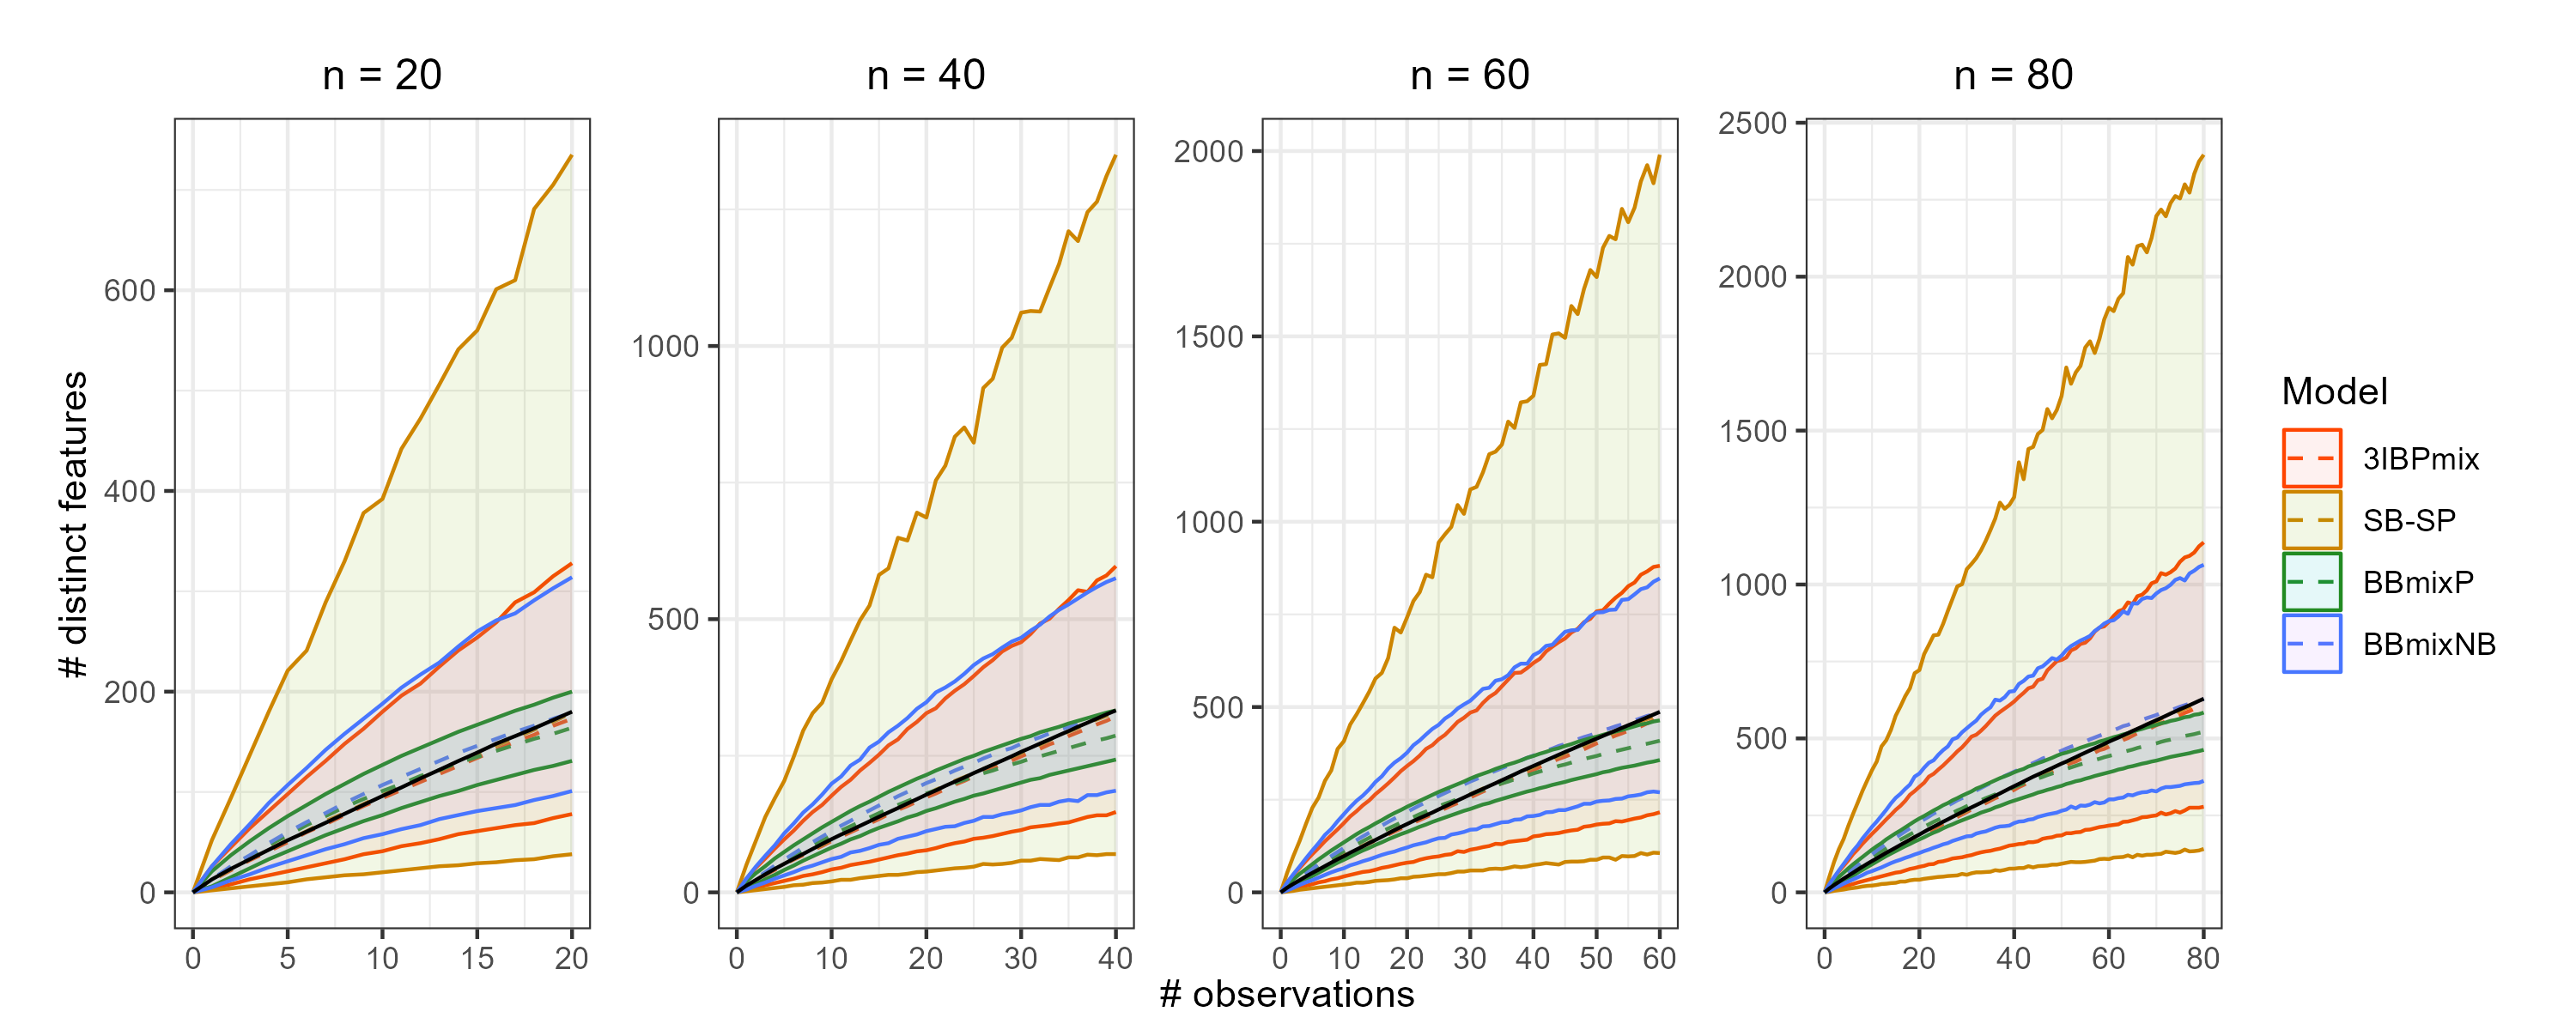 n = 20
n = 40
n = 60
n = 80
# distinct features
600
400
200
0
0 5 10 15 20
1000
500
0
0 10 20 30 40
2000
1500
1000
500
0
0 10 20 30 40 50 60
2500
2000
1500
1000
500
0
0 20 40 60 80
# observations
Model
3IBPmix
SB-SP
BBmixP
BBmixNB